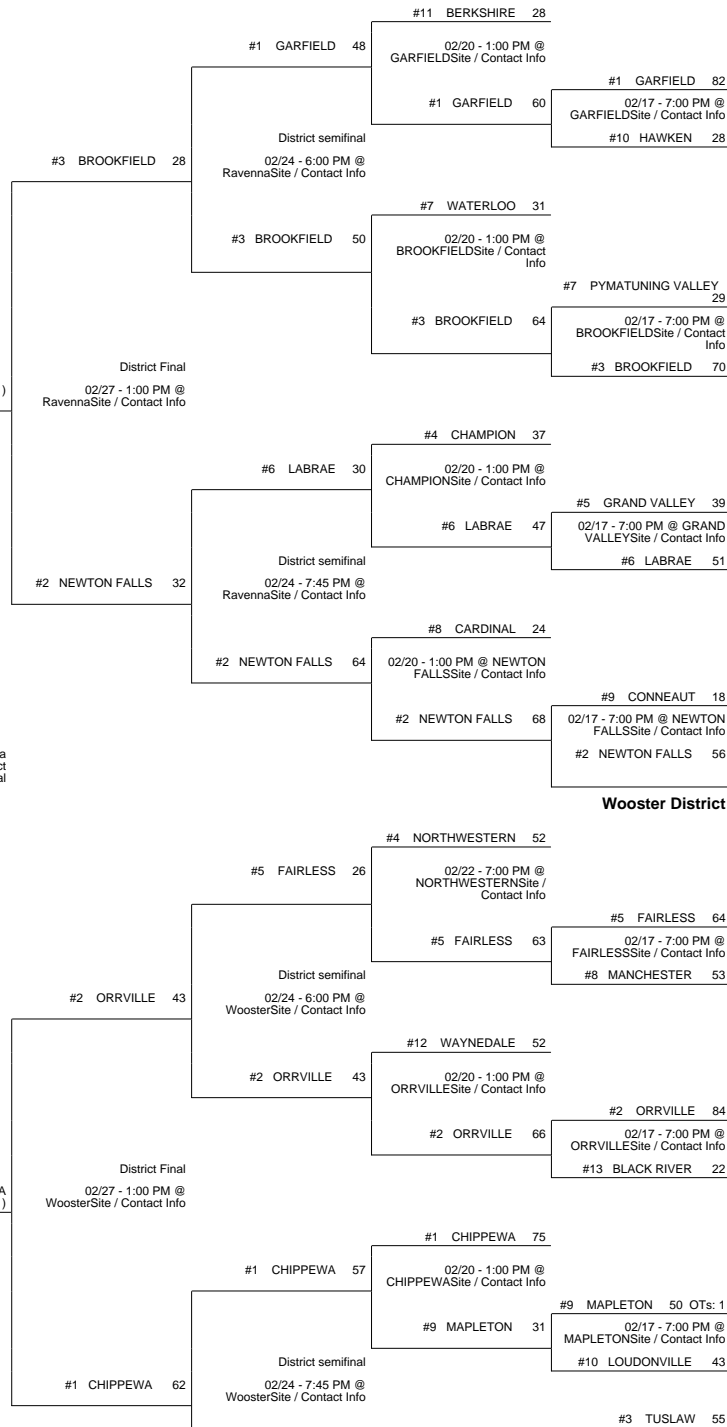 #11 BERKSHIRE 28
#1 GARFIELD 48
02/20 - 1:00 PM @
GARFIELDSite / Contact Info
#1 GARFIELD 82
#1 GARFIELD 60
02/17 - 7:00 PM @
GARFIELDSite / Contact Info
District semifinal
#10 HAWKEN 28
#3 BROOKFIELD 28
02/24 - 6:00 PM @
RavennaSite / Contact Info
#7 WATERLOO 31
#3 BROOKFIELD 50
02/20 - 1:00 PM @
BROOKFIELDSite / Contact
Info
#7 PYMATUNING VALLEY
29
#3 BROOKFIELD 64
02/17 - 7:00 PM @
BROOKFIELDSite / Contact
Info
District Final
#3 BROOKFIELD 70
)
02/27 - 1:00 PM @
RavennaSite / Contact Info
#4 CHAMPION 37
#6 LABRAE 30
02/20 - 1:00 PM @
CHAMPIONSite / Contact Info
#5 GRAND VALLEY 39
#6 LABRAE 47
02/17 - 7:00 PM @ GRAND
VALLEYSite / Contact Info
District semifinal
#6 LABRAE 51
#2 NEWTON FALLS 32
02/24 - 7:45 PM @
RavennaSite / Contact Info
#8 CARDINAL 24
#2 NEWTON FALLS 64
02/20 - 1:00 PM @ NEWTON
FALLSSite / Contact Info
#9 CONNEAUT 18
#2 NEWTON FALLS 68
02/17 - 7:00 PM @ NEWTON
FALLSSite / Contact Info
#2 NEWTON FALLS 56
a
ct
al
Wooster District
#4 NORTHWESTERN 52
#5 FAIRLESS 26
02/22 - 7:00 PM @
NORTHWESTERNSite /
Contact Info
#5 FAIRLESS 64
#5 FAIRLESS 63
02/17 - 7:00 PM @
FAIRLESSSite / Contact Info
District semifinal
#8 MANCHESTER 53
#2 ORRVILLE 43
02/24 - 6:00 PM @
WoosterSite / Contact Info
#12 WAYNEDALE 52
#2 ORRVILLE 43
02/20 - 1:00 PM @
ORRVILLESite / Contact Info
#2 ORRVILLE 84
#2 ORRVILLE 66
02/17 - 7:00 PM @
ORRVILLESite / Contact Info
District Final
#13 BLACK RIVER 22
A
)
02/27 - 1:00 PM @
WoosterSite / Contact Info
#1 CHIPPEWA 75
#1 CHIPPEWA 57
02/20 - 1:00 PM @
CHIPPEWASite / Contact Info
#9 MAPLETON 50 OTs: 1
#9 MAPLETON 31
02/17 - 7:00 PM @
MAPLETONSite / Contact Info
District semifinal
#10 LOUDONVILLE 43
#1 CHIPPEWA 62
02/24 - 7:45 PM @
WoosterSite / Contact Info
#3 TUSLAW 55